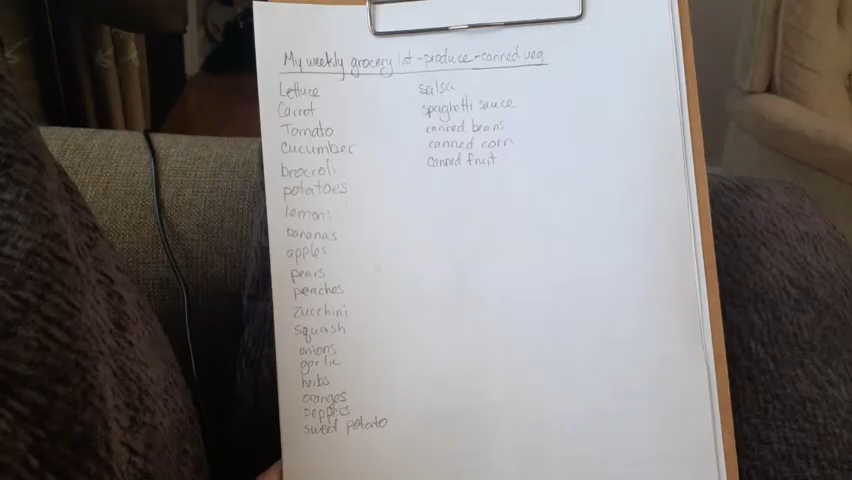 My weekly grocery list - produce - canned veg
Lettuce
Carrot
Tomato
cucumber
broccoli
potatoes
lemons
bananas
apples
pears
peaches
zucchini
squash
onions
garlic
herbs
oranges
peppers
sweet potato
salsa
spaghetti sauce
canned beans
canned corn
canned fruit